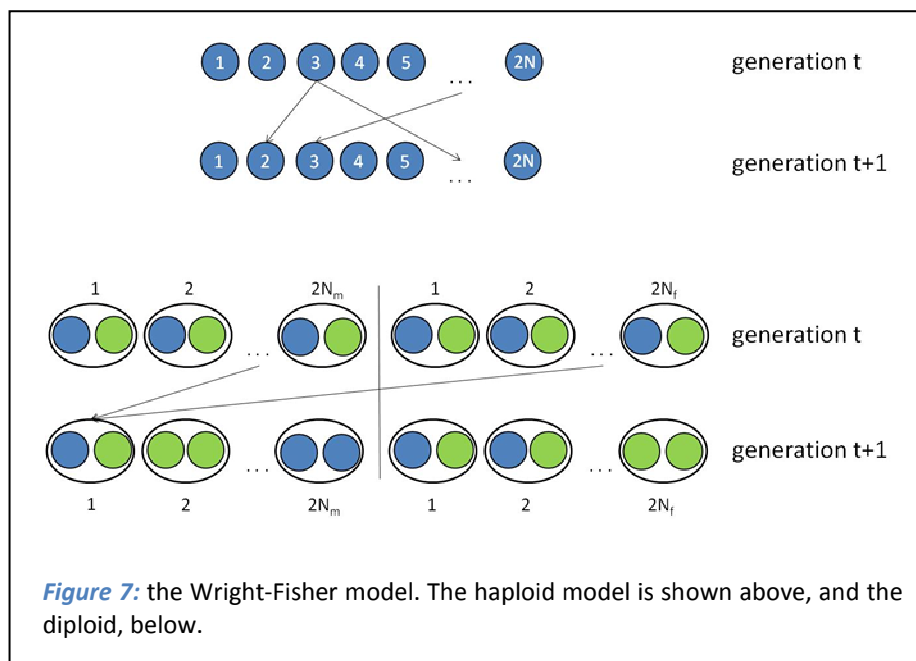 1 2 3 4 5 ... 2N generation t
1 2 3 4 5 ... 2N generation t+1
1 2 2Nm 1 2 2Nf
... ... generation t
... ... generation t+1
1 2 2Nm 1 2 2Nf
Figure 7: the Wright-Fisher model. The haploid model is shown above, and the
diploid, below.